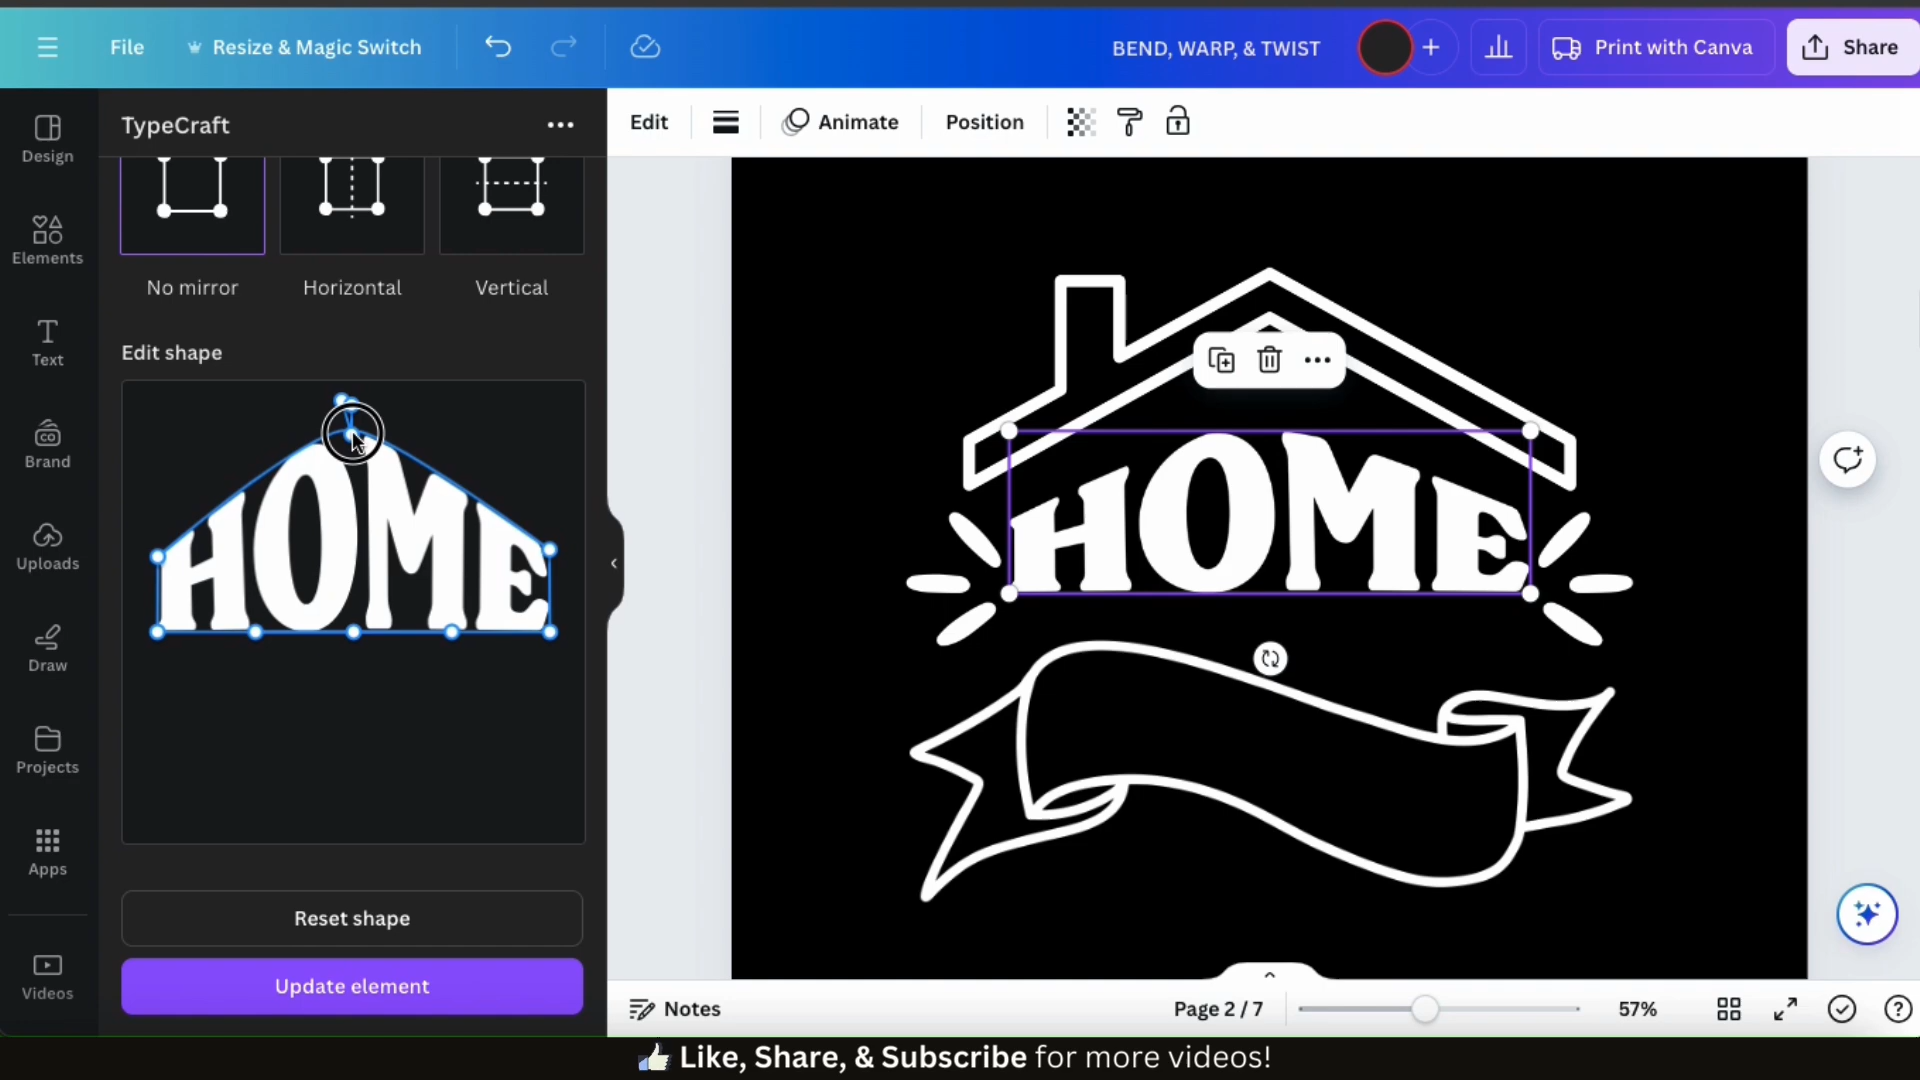 File
Resize & Magic Switch
BEND, WARP, & TWIST
Print with Canva
Share
Design
Elements
Text
Brand
CO
Uploads
Draw
Projects
Apps
Videos
TypeCraft
No mirror
Horizontal
Vertical
Edit shape
HOME
Reset shape
Update element
Edit
Animate
Position
HOME
Notes
Page 2 / 7
57%
Like, Share, & Subscribe for more videos!